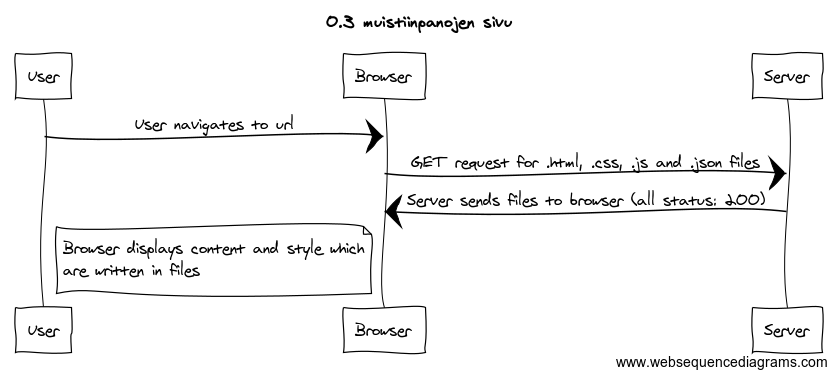 0.3 muistiinpanojen sivu
User
Browser
Server
User navigates to url
GET request for .html, .css, .js and .json files
Server sends files to browser (all status: 200)
Browser displays content and style which
are written in files
User
Browser
Server
www.websequencediagrams.com